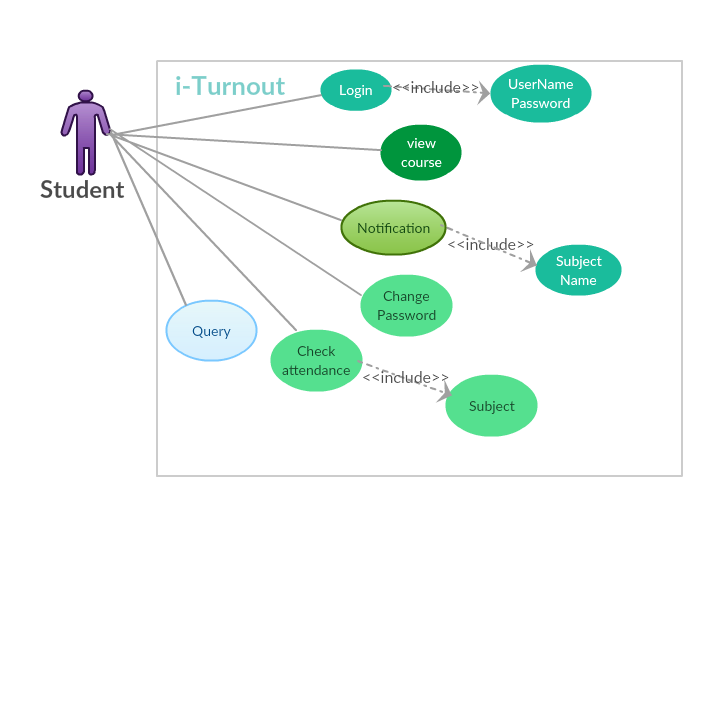 i-Turnout
Login
<<include>>
UserName
Password
view
course
Student
Notification
<<include>>
Subject
Name
Change
Password
Query
Check
attendance
<<include>>
Subject